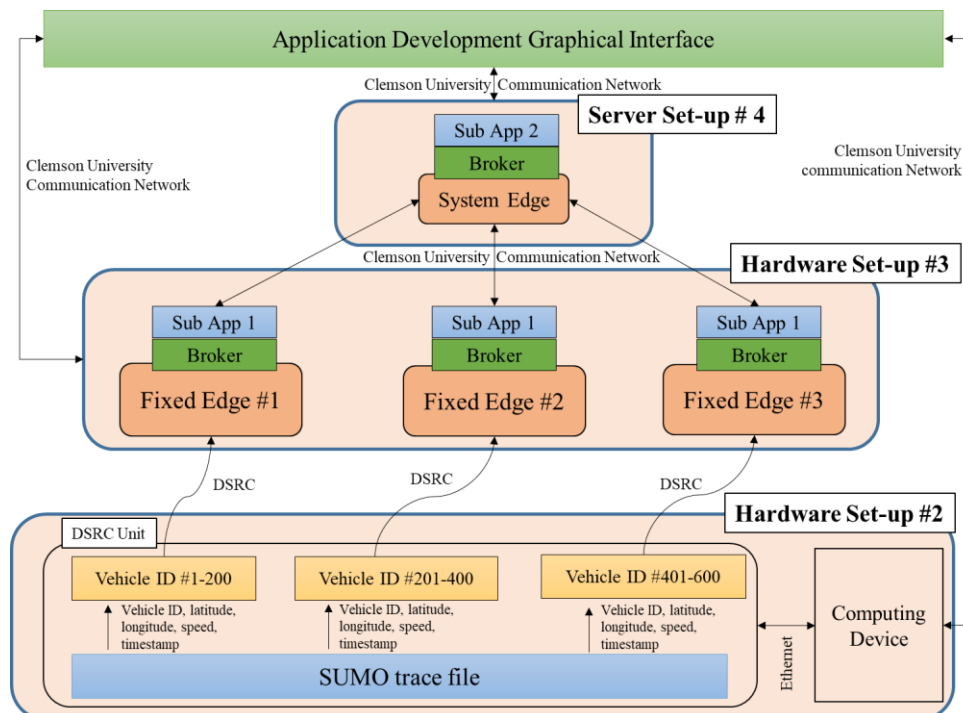 Application Development Graphical Interface
Clemson University Communication Network
Server Set-up # 4
Sub App 2
Broker
System Edge
Clemson University
Communication Network
Clemson University
communication Network
Clemson University Communication Network
Hardware Set-up #3
Sub App 1
Broker
Fixed Edge #1
Sub App 1
Broker
Fixed Edge #2
Sub App 1
Broker
Fixed Edge #3
DSRC
DSRC
DSRC
Hardware Set-up #2
DSRC Unit
Vehicle ID #1-200
Vehicle ID #201-400
Vehicle ID #401-600
Vehicle ID, latitude,
longitude, speed,
timestamp
Vehicle ID, latitude,
longitude, speed,
timestamp
Vehicle ID, latitude,
longitude, speed,
timestamp
SUMO trace file
Ethernet
Computing
Device